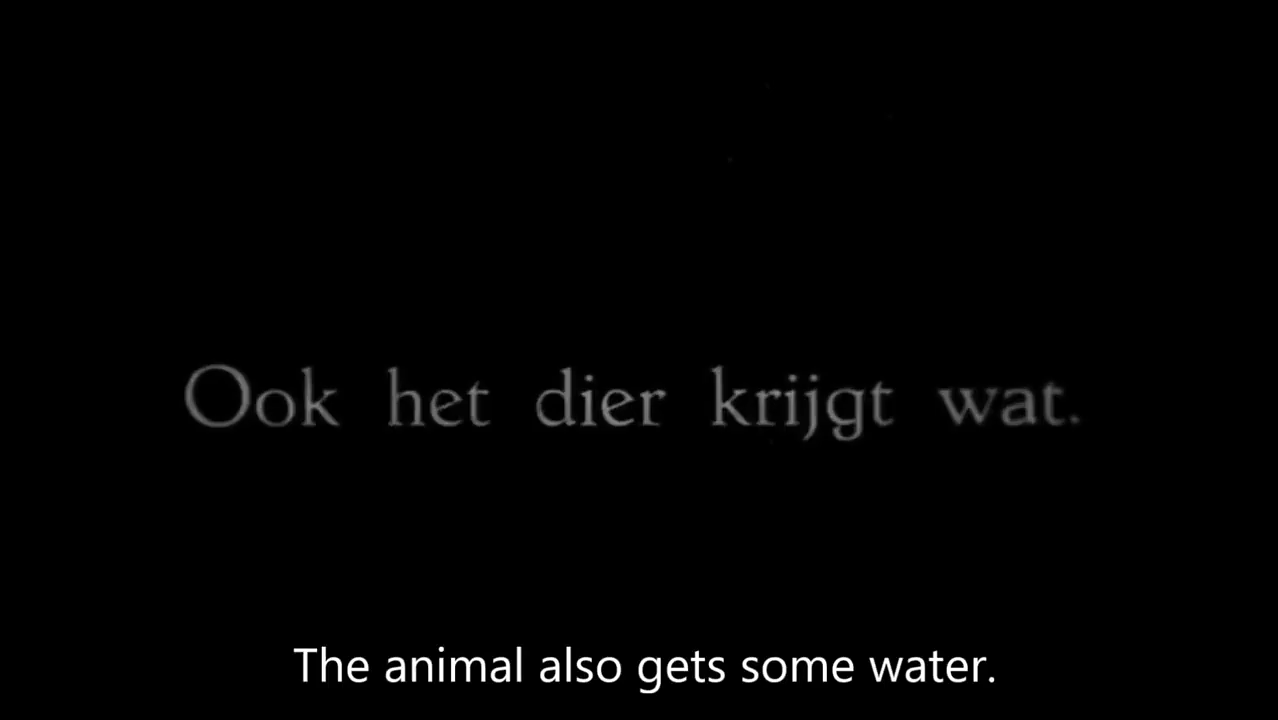 Ook het dier krijgt wat.
The animal also gets some water.